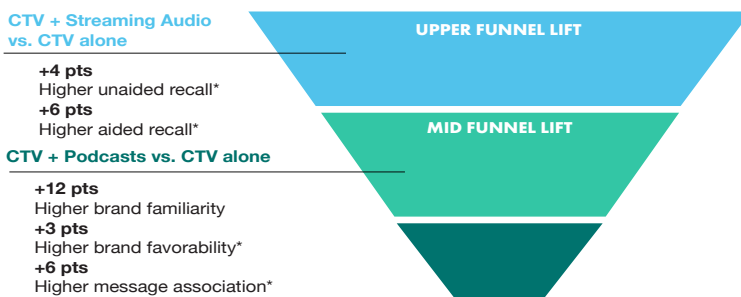 CTV + Streaming Audio
vs. CTV alone
UPPER FUNNEL LIFT
+4 pts
Higher unaided recall*
+6 pts
Higher aided recall*
MID FUNNEL LIFT
CTV + Podcasts vs. CTV alone
+12 pts
Higher brand familiarity
+3 pts
Higher brand favorability*
+6 pts
Higher message association*